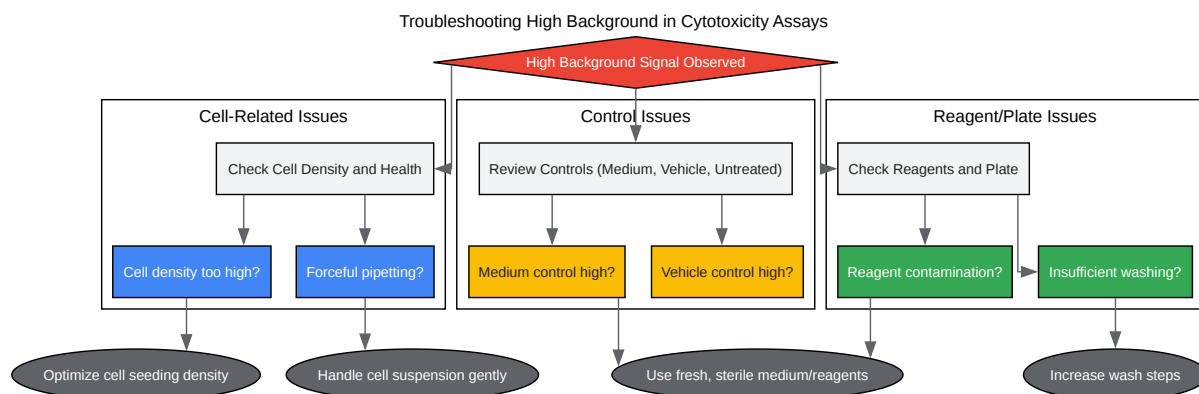 Troubleshooting High Background in Cytotoxicity Assays
High Background Signal Observed
Cell-Related Issues
Control Issues
Reagent/Plate Issues
Check Cell Density and Health
Review Controls (Medium, Vehicle, Untreated)
Check Reagents and Plate
Cell density too high?
Forceful pipetting?
Medium control high?
Vehicle control high?
Reagent contamination?
Insufficient washing?
Optimize cell seeding density
Handle cell suspension gently
Use fresh, sterile medium/reagents
Increase wash steps